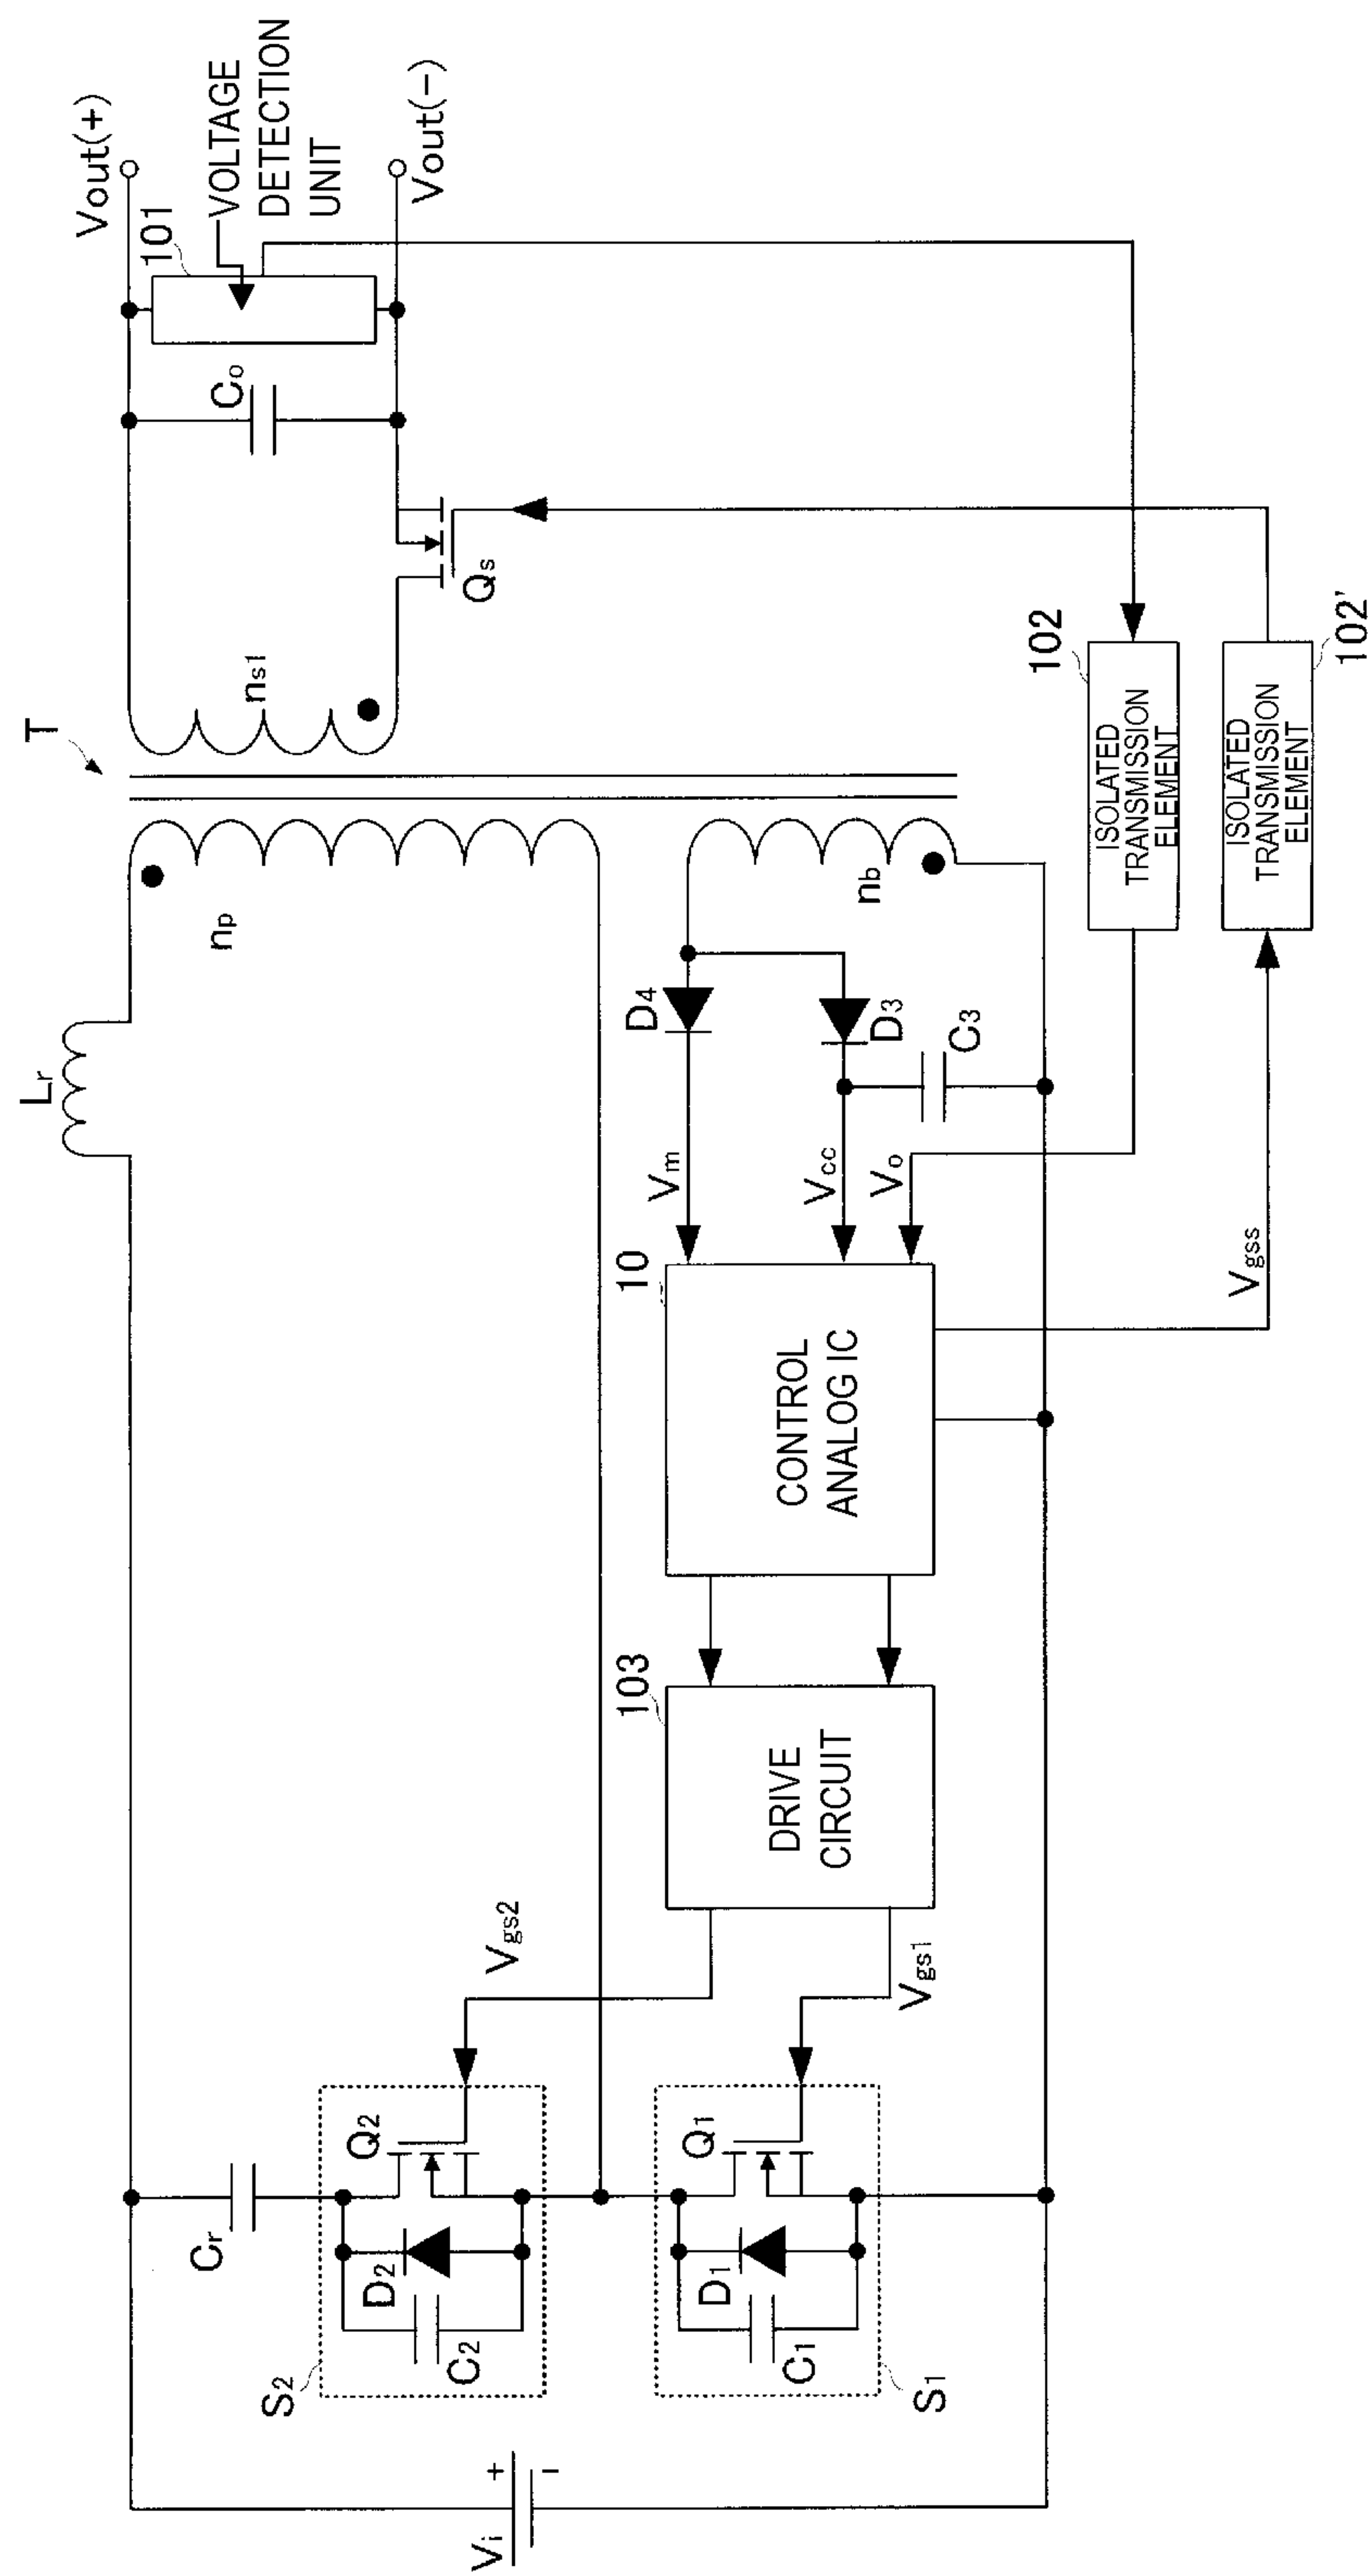 T
Lr
np
ns1
Co
101
Vout(+)
VOLTAGE
DETECTION
UNIT
Vout(-)
Qs
Cr
S2
Q2
D2
C2
Vgs2
Vi
+
-
S1
Q1
D1
C1
Vgs1
103
DRIVE
CIRCUIT
10
CONTROL
ANALOG IC
Vm
Vcc
Vo
D4
D3
C3
nb
Vgss
102
ISOLATED
TRANSMISSION
ELEMENT
ISOLATED
TRANSMISSION
ELEMENT
102'